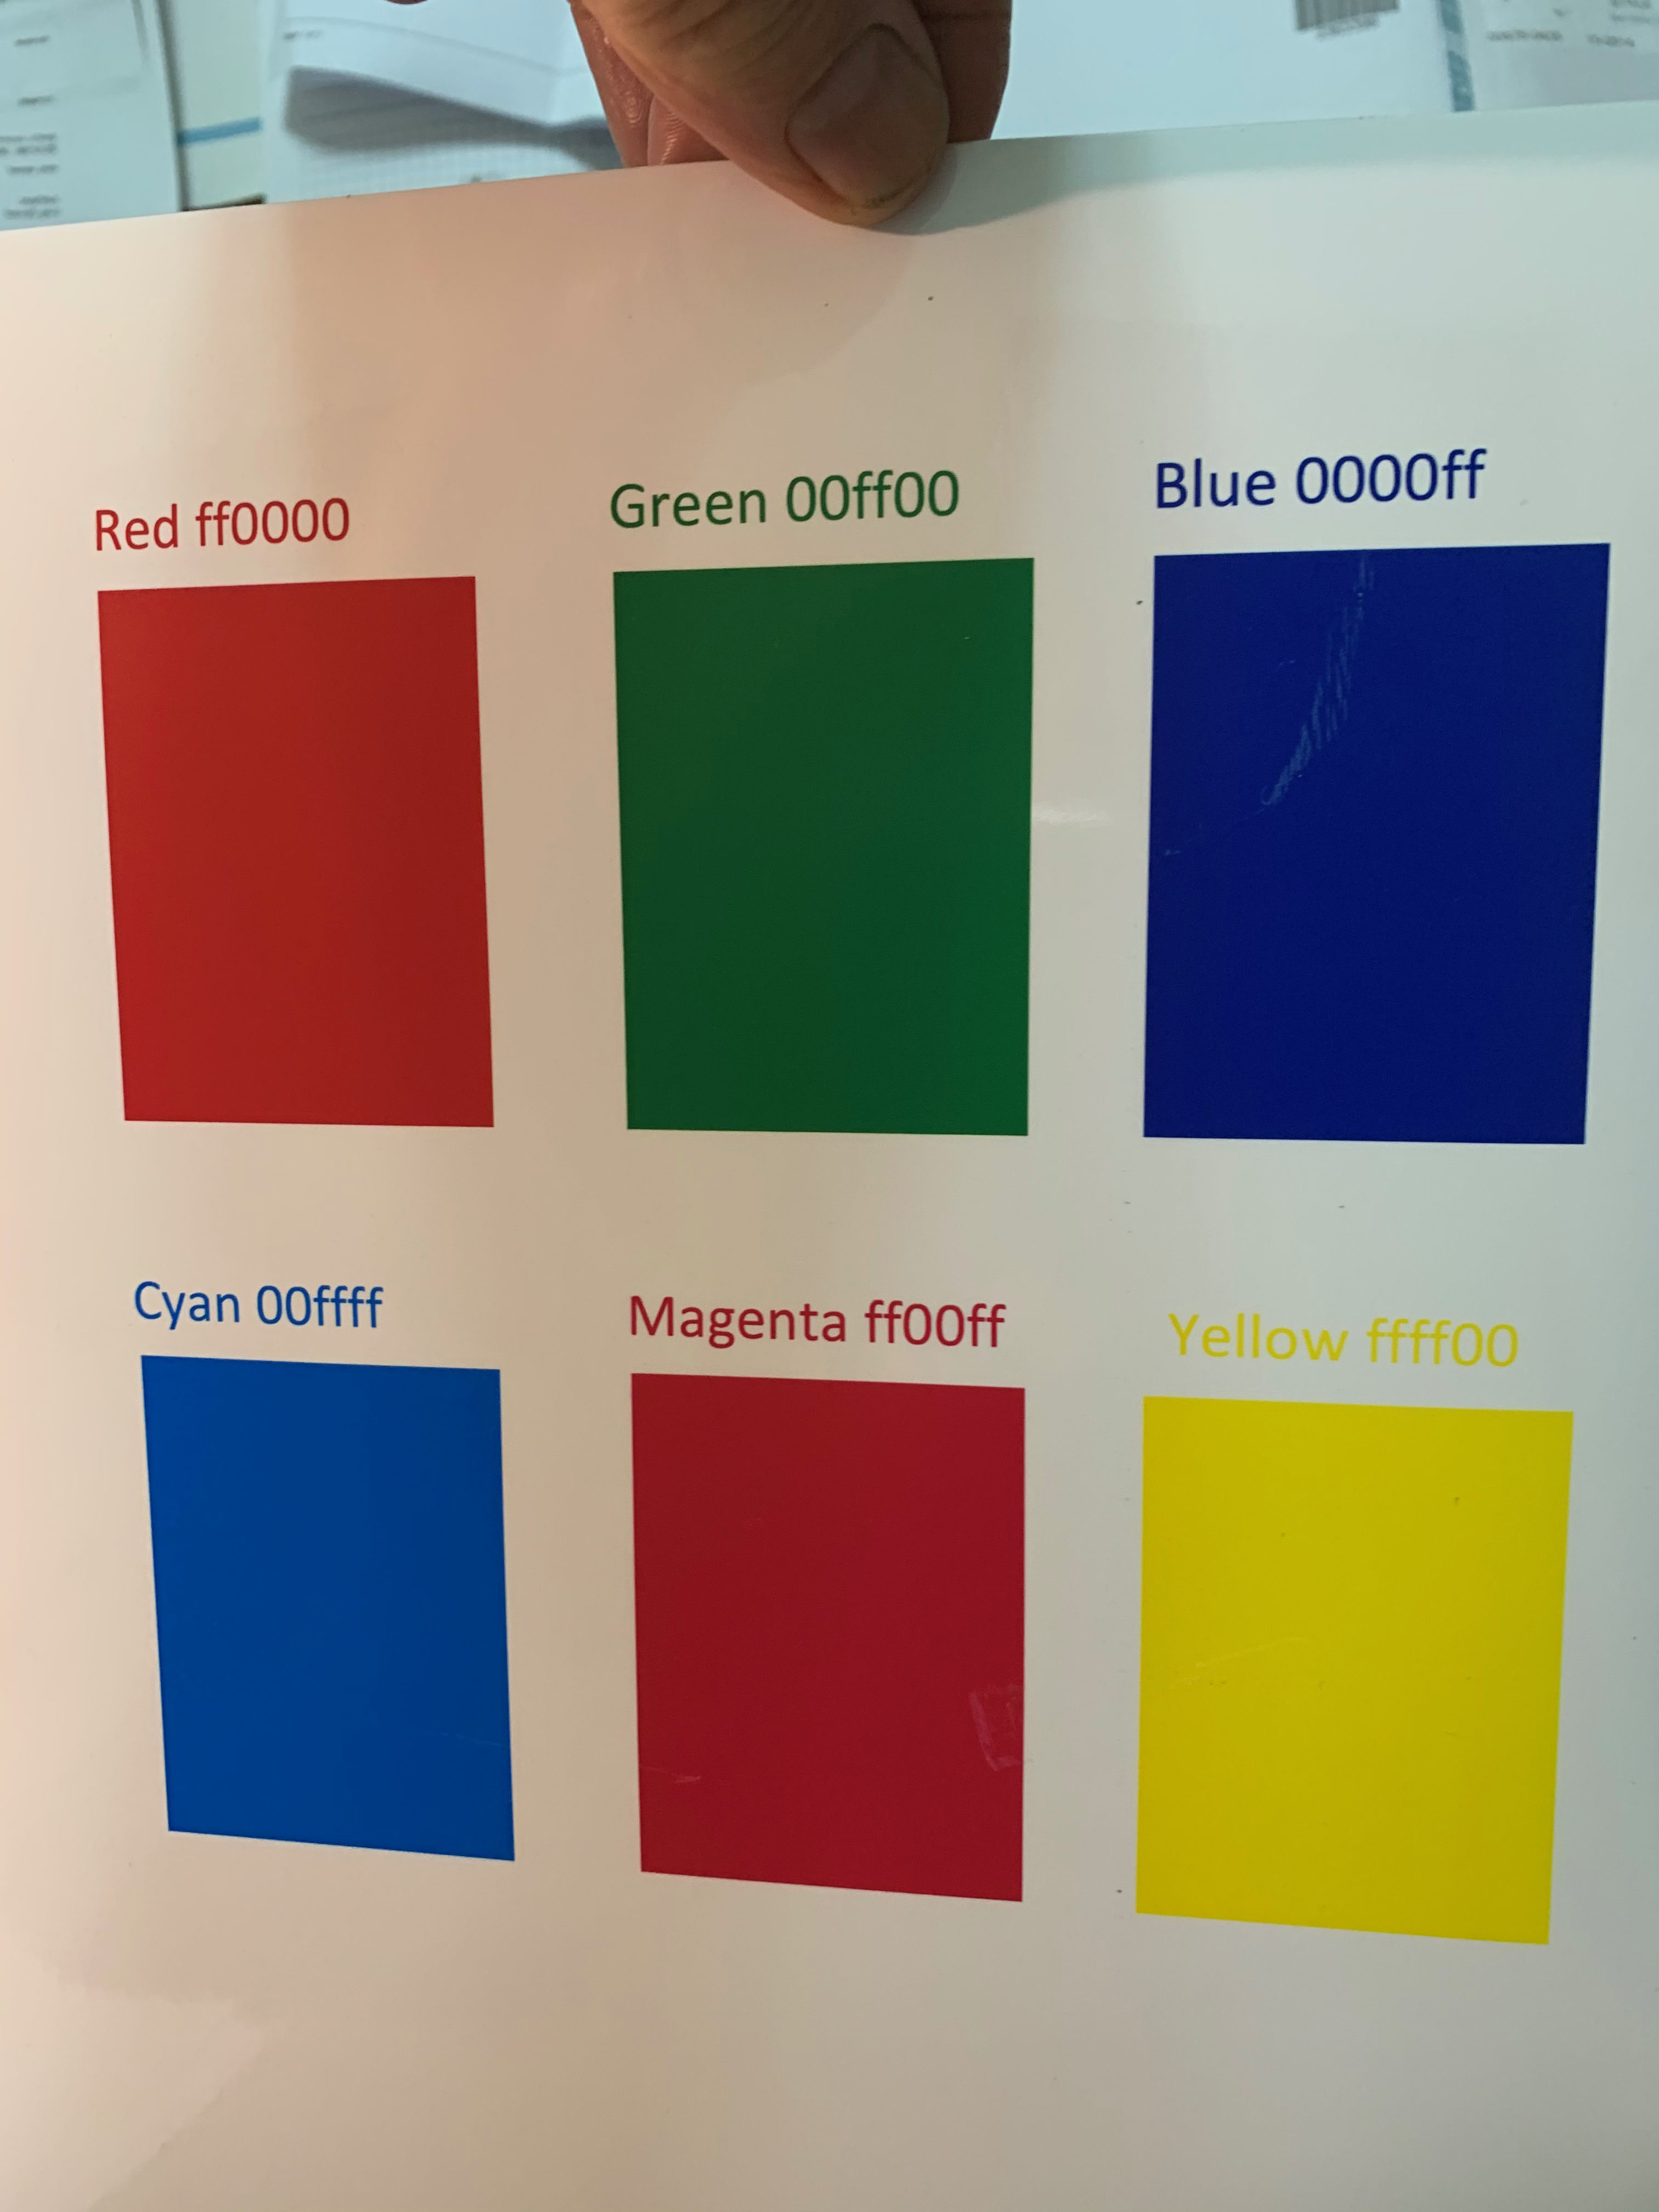 Red ff0000
Green 00ff00
Blue 0000ff
Cyan 00ffff
Magenta ff00ff
Yellow ffff00